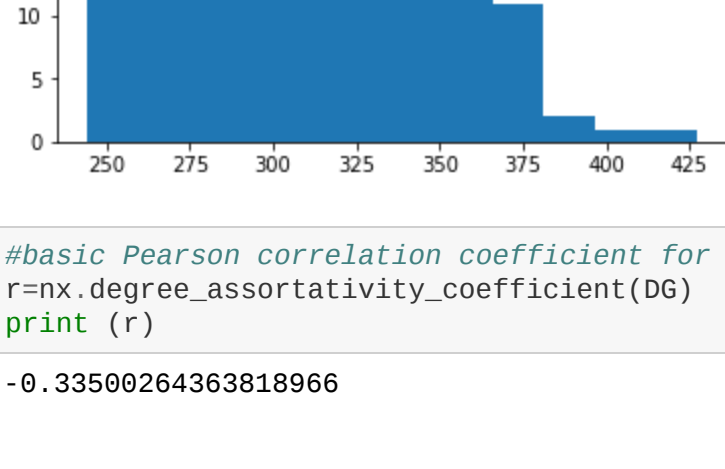 10
5
0
250 275 300 325 350 375 400 425
#basic Pearson correlation coefficient for
r=nx.degree_assortativity_coefficient(DG)
print (r)
-0.33500264363818966